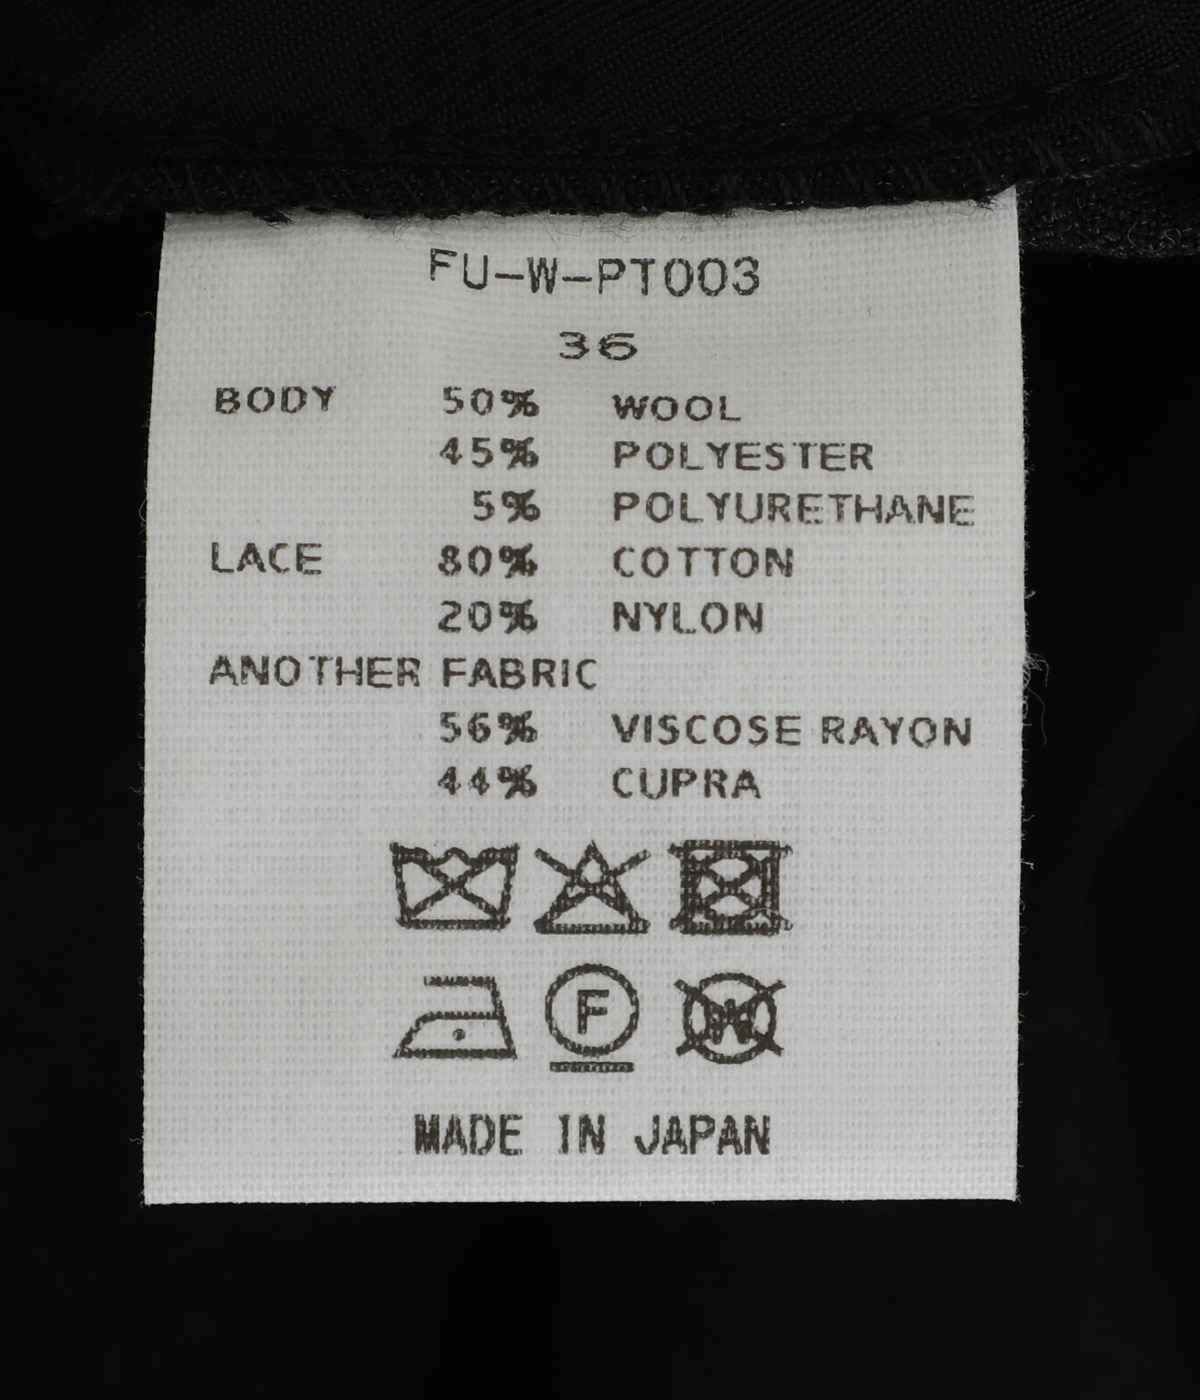 FU-W-PT003
36
BODY 50% WOOL
45% POLYESTER
5% POLYURETHANE
LACE 80% COTTON
20% NYLON
ANOTHER FABRIC
56% VISCOSE RAYON
44% CUPRA
F W
MADE IN JAPAN